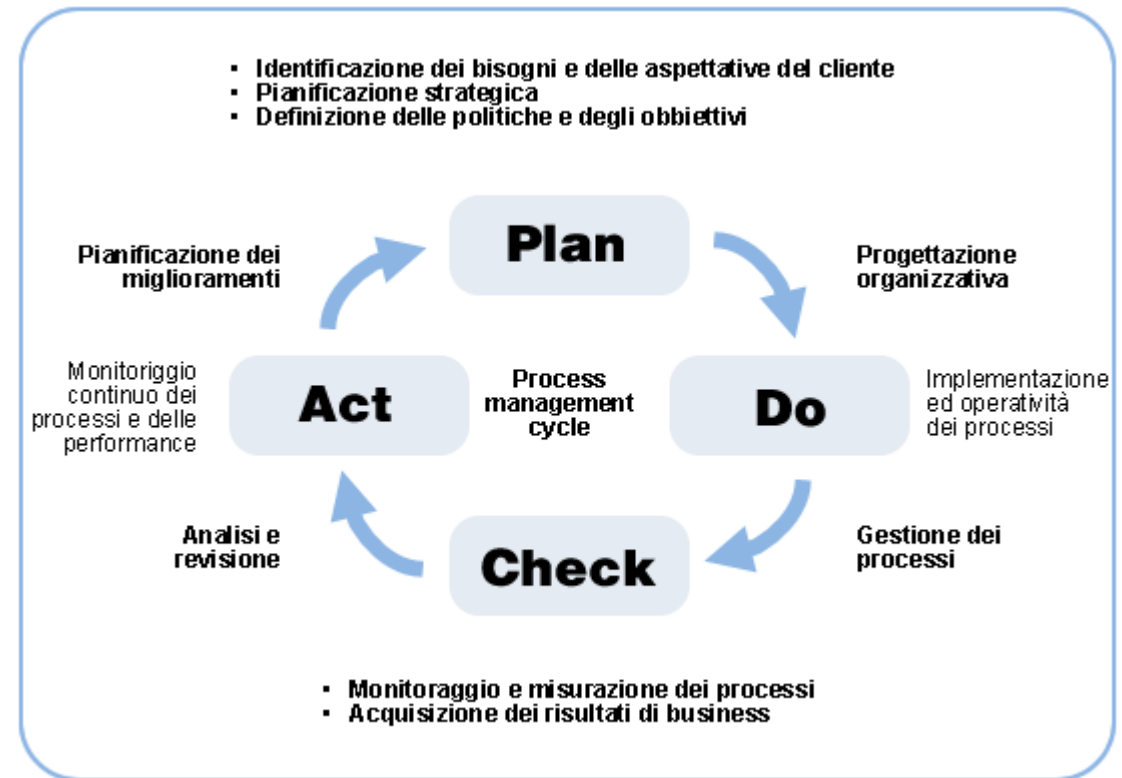 ▪ Identificazione dei bisogni e delle aspettative del cliente
▪ Pianificazione strategica
▪ Definizione delle politiche e degli obbiettivi
Plan
Pianificazione dei
miglioramenti
Progettazione
organizzativa
Monitoriggio
continuo dei
processi e delle
performance
Act
Process
management
cycle
Do
Implementazione
ed operatività
dei processi
Analisi e
revisione
Check
Gestione dei
processi
▪ Monitoraggio e misurazione dei processi
▪ Acquisizione dei risultati di business